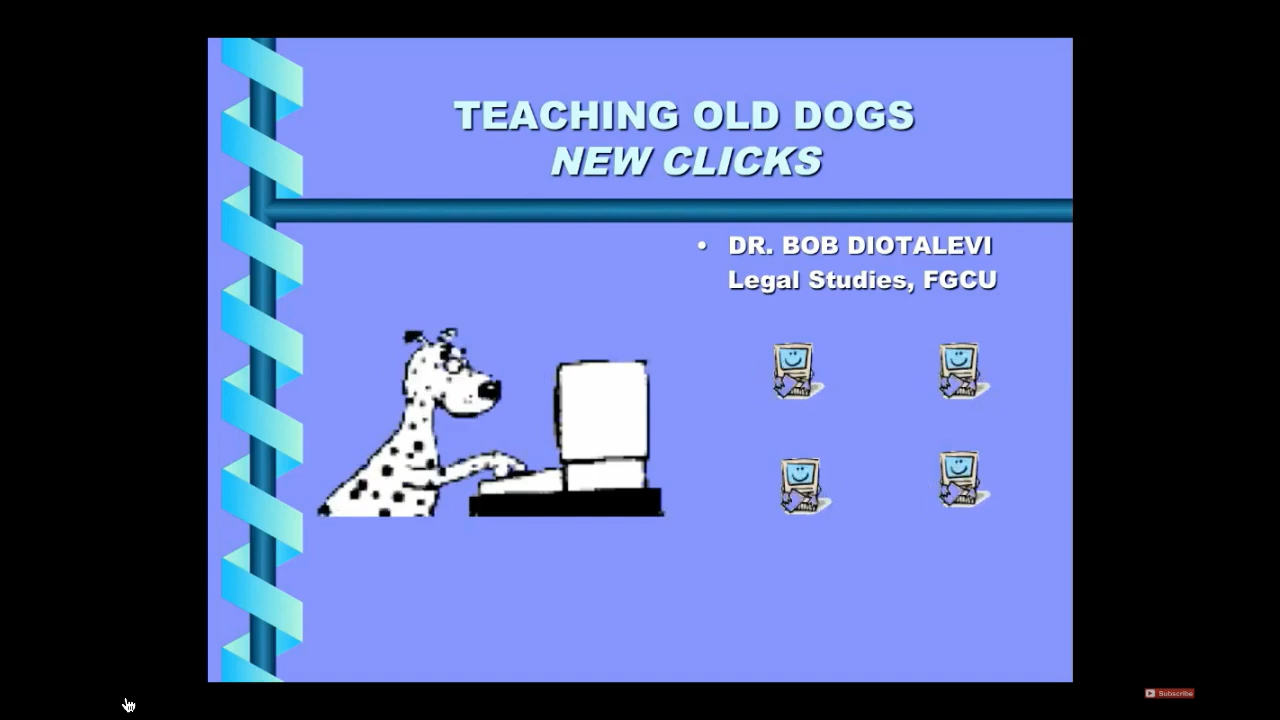 TEACHING OLD DOGS
NEW CLICKS
• DR. BOB DIOTALEVI
Legal Studies, FGCU
Subscribe